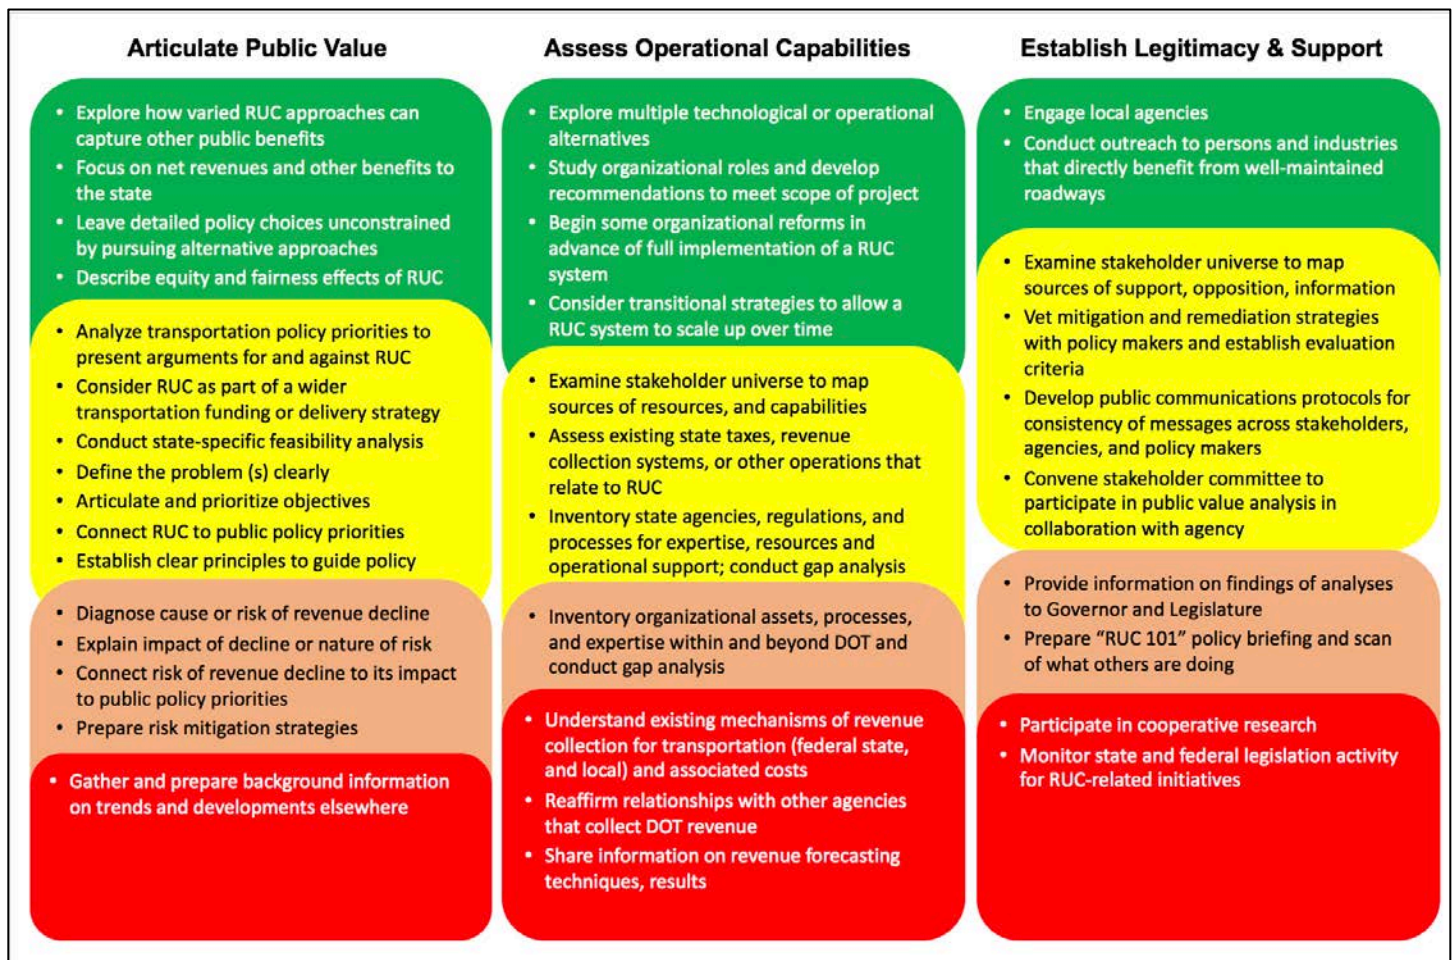 Articulate Public Value
• Explore how varied RUC approaches can
capture other public benefits
• Focus on net revenues and other benefits to
the state
• Leave detailed policy choices unconstrained
by pursuing alternative approaches
• Describe equity and fairness effects of RUC
• Analyze transportation policy priorities to
present arguments for and against RUC
• Consider RUC as part of a wider
transportation funding or delivery strategy
• Conduct state-specific feasibility analysis
• Define the problem (s) clearly
• Articulate and prioritize objectives
• Connect RUC to public policy priorities
• Establish clear principles to guide policy
• Diagnose cause or risk of revenue decline
• Explain impact of decline or nature of risk
• Connect risk of revenue decline to its impact
to public policy priorities
• Prepare risk mitigation strategies
• Gather and prepare background information
on trends and developments elsewhere
Assess Operational Capabilities
• Explore multiple technological or operational
alternatives
• Study organizational roles and develop
recommendations to meet scope of project
• Begin some organizational reforms in
advance of full implementation of a RUC
system
• Consider transitional strategies to allow a
RUC system to scale up over time
• Examine stakeholder universe to map
sources of resources, and capabilities
• Assess existing state taxes, revenue
collection systems, or other operations that
relate to RUC
• Inventory state agencies, regulations, and
processes for expertise, resources and
operational support; conduct gap analysis
• Inventory organizational assets, processes,
and expertise within and beyond DOT and
conduct gap analysis
• Understand existing mechanisms of revenue
collection for transportation (federal state,
and local) and associated costs
• Reaffirm relationships with other agencies
that collect DOT revenue
• Share information on revenue forecasting
techniques, results
Establish Legitimacy & Support
• Engage local agencies
• Conduct outreach to persons and industries
that directly benefit from well-maintained
roadways
• Examine stakeholder universe to map
sources of support, opposition, information
• Vet mitigation and remediation strategies
with policy makers and establish evaluation
criteria
• Develop public communications protocols for
consistency of messages across stakeholders,
agencies, and policy makers
• Convene stakeholder committee to
participate in public value analysis in
collaboration with agency
• Provide information on findings of analyses
to Governor and Legislature
• Prepare “RUC 101” policy briefing and scan
of what others are doing
• Participate in cooperative research
• Monitor state and federal legislation activity
for RUC-related initiatives